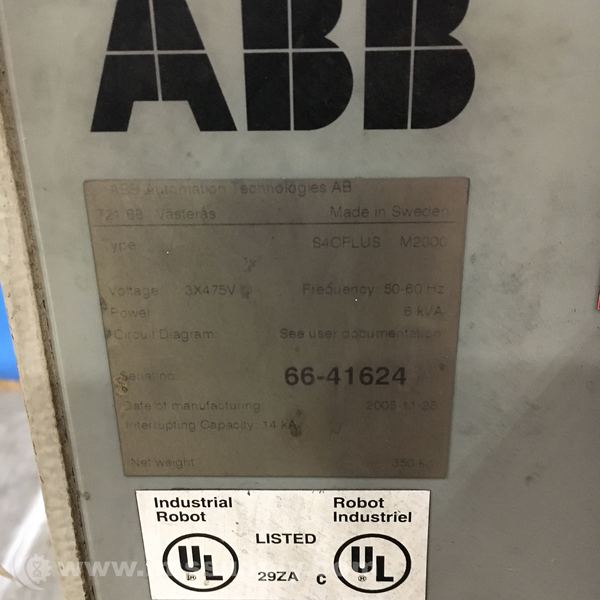 ABB
ABB Automation Technologies AB
721 68 Västerås Made in Sweden
Type: S4CPLUS M2000
Voltage: 3X475V Frequency: 50-60 Hz
Power 6 kVA
Circuit Diagram: See user documentation
Serial no: 66-41624
Date of manufacturing: 2005-11-25
Interrupting Capacity: 14 kA
Net weight 350 Kg
Industrial Robot
Robot LISTED Industriel
UL UL
29ZA C